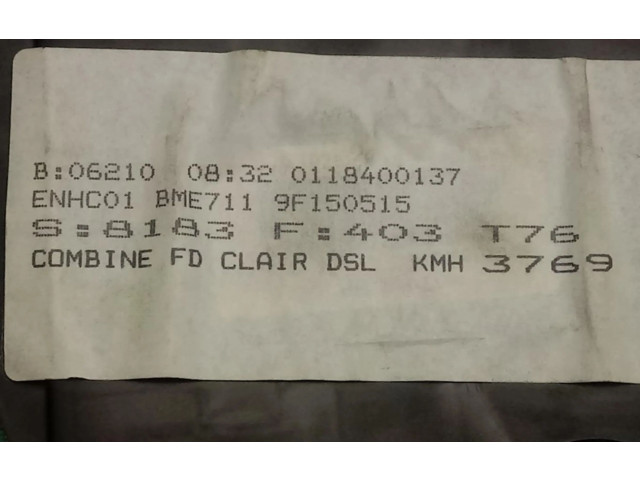 B:06210 08:32 0118400137
ENHC01 BME711 9F150515
S:8183 F:403 T76
COMBINE FD CLAIR DSL KMH 3769